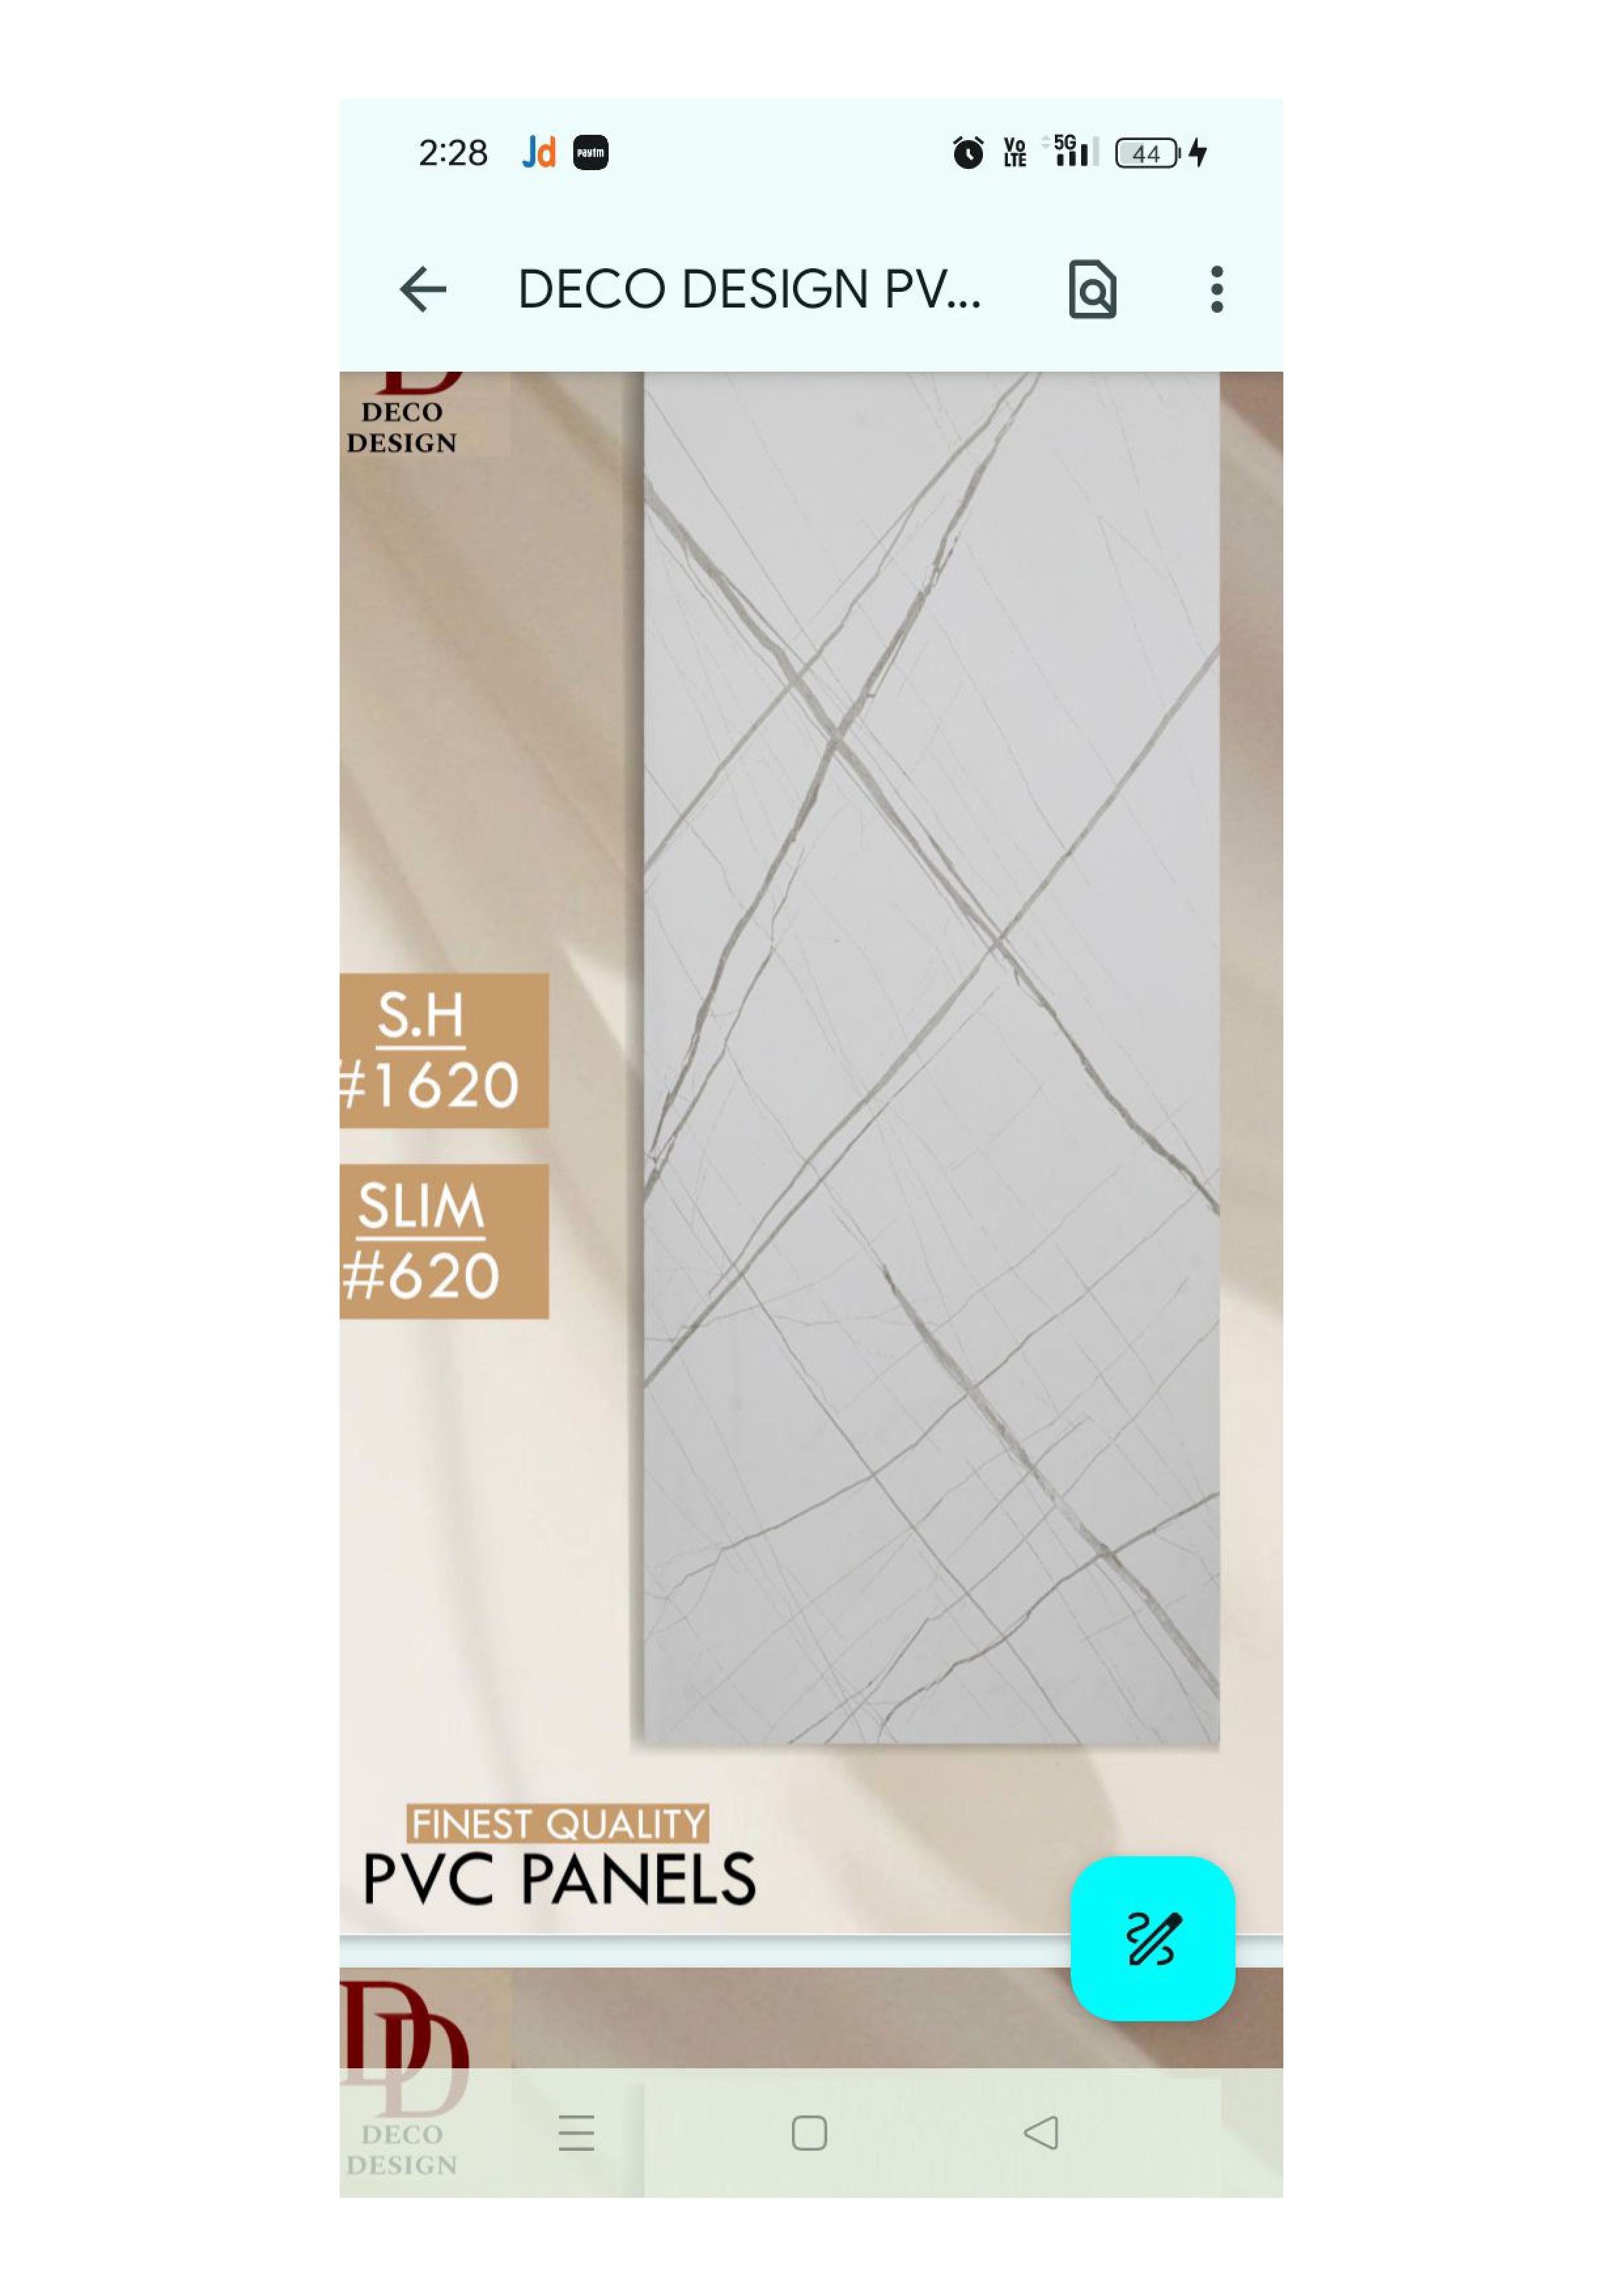 2:28 Jd paytm Vo LTE 5G 44
DECO DESIGN PV...
DECO
DESIGN
S.H
#1620
SLIM
#620
FINEST QUALITY
PVC PANELS
DD
DECO
DESIGN